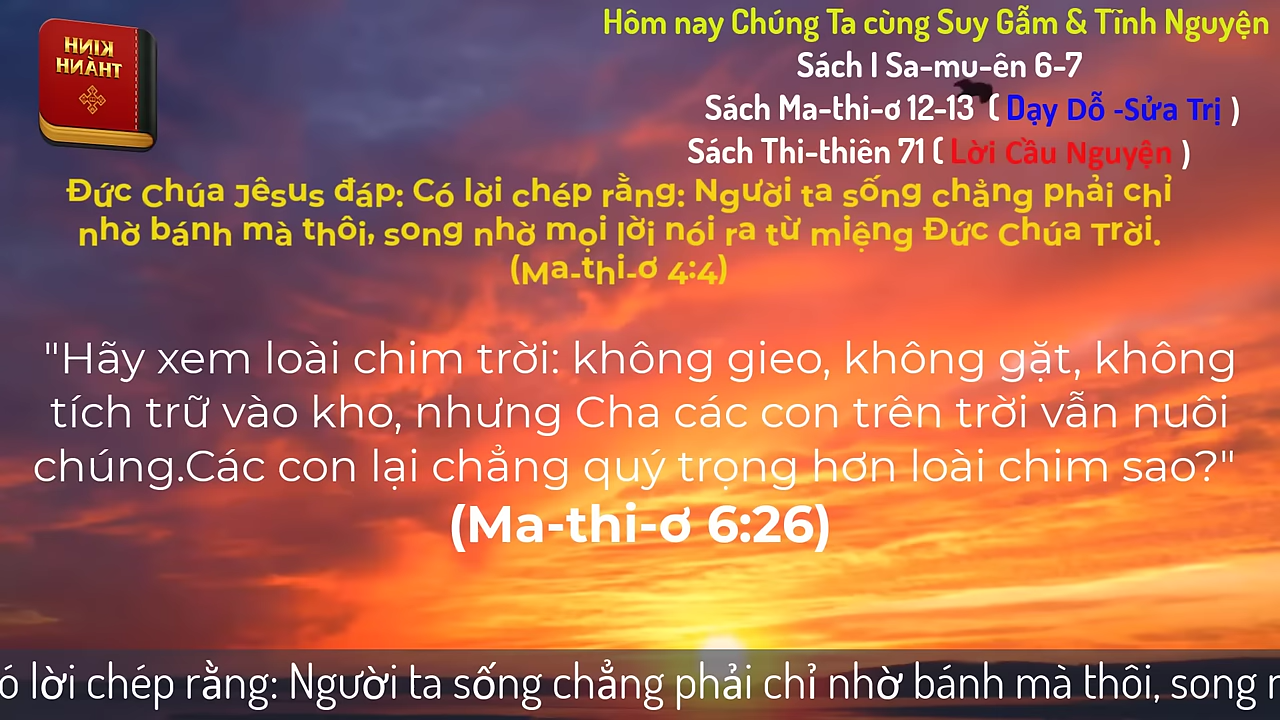 KINH
THÀNH
Hôm nay Chúng Ta cùng Suy Gẫm & Tĩnh Nguyện
Sách I Sa-mu-ên 6-7
Sách Ma-thi-ơ 12-13 ( Dạy Dỗ -Sửa Trị )
Sách Thi-thiên 71 ( Lời Cầu Nguyện )
Đức Chúa Jêsus đáp: Có lời chép rằng: Người ta sống chẳng phải chỉ
nhờ bánh mà thôi, song nhờ mọi lời nói ra từ miệng Đức Chúa Trời.
(Ma-thi-ơ 4:4)
"Hãy xem loài chim trời: không gieo, không gặt, không
tích trữ vào kho, nhưng Cha các con trên trời vẫn nuôi
chúng.Các con lại chẳng quý trọng hơn loài chim sao?"
(Ma-thi-ơ 6:26)
ó lời chép rằng: Người ta sống chẳng phải chỉ nhờ bánh mà thôi, song